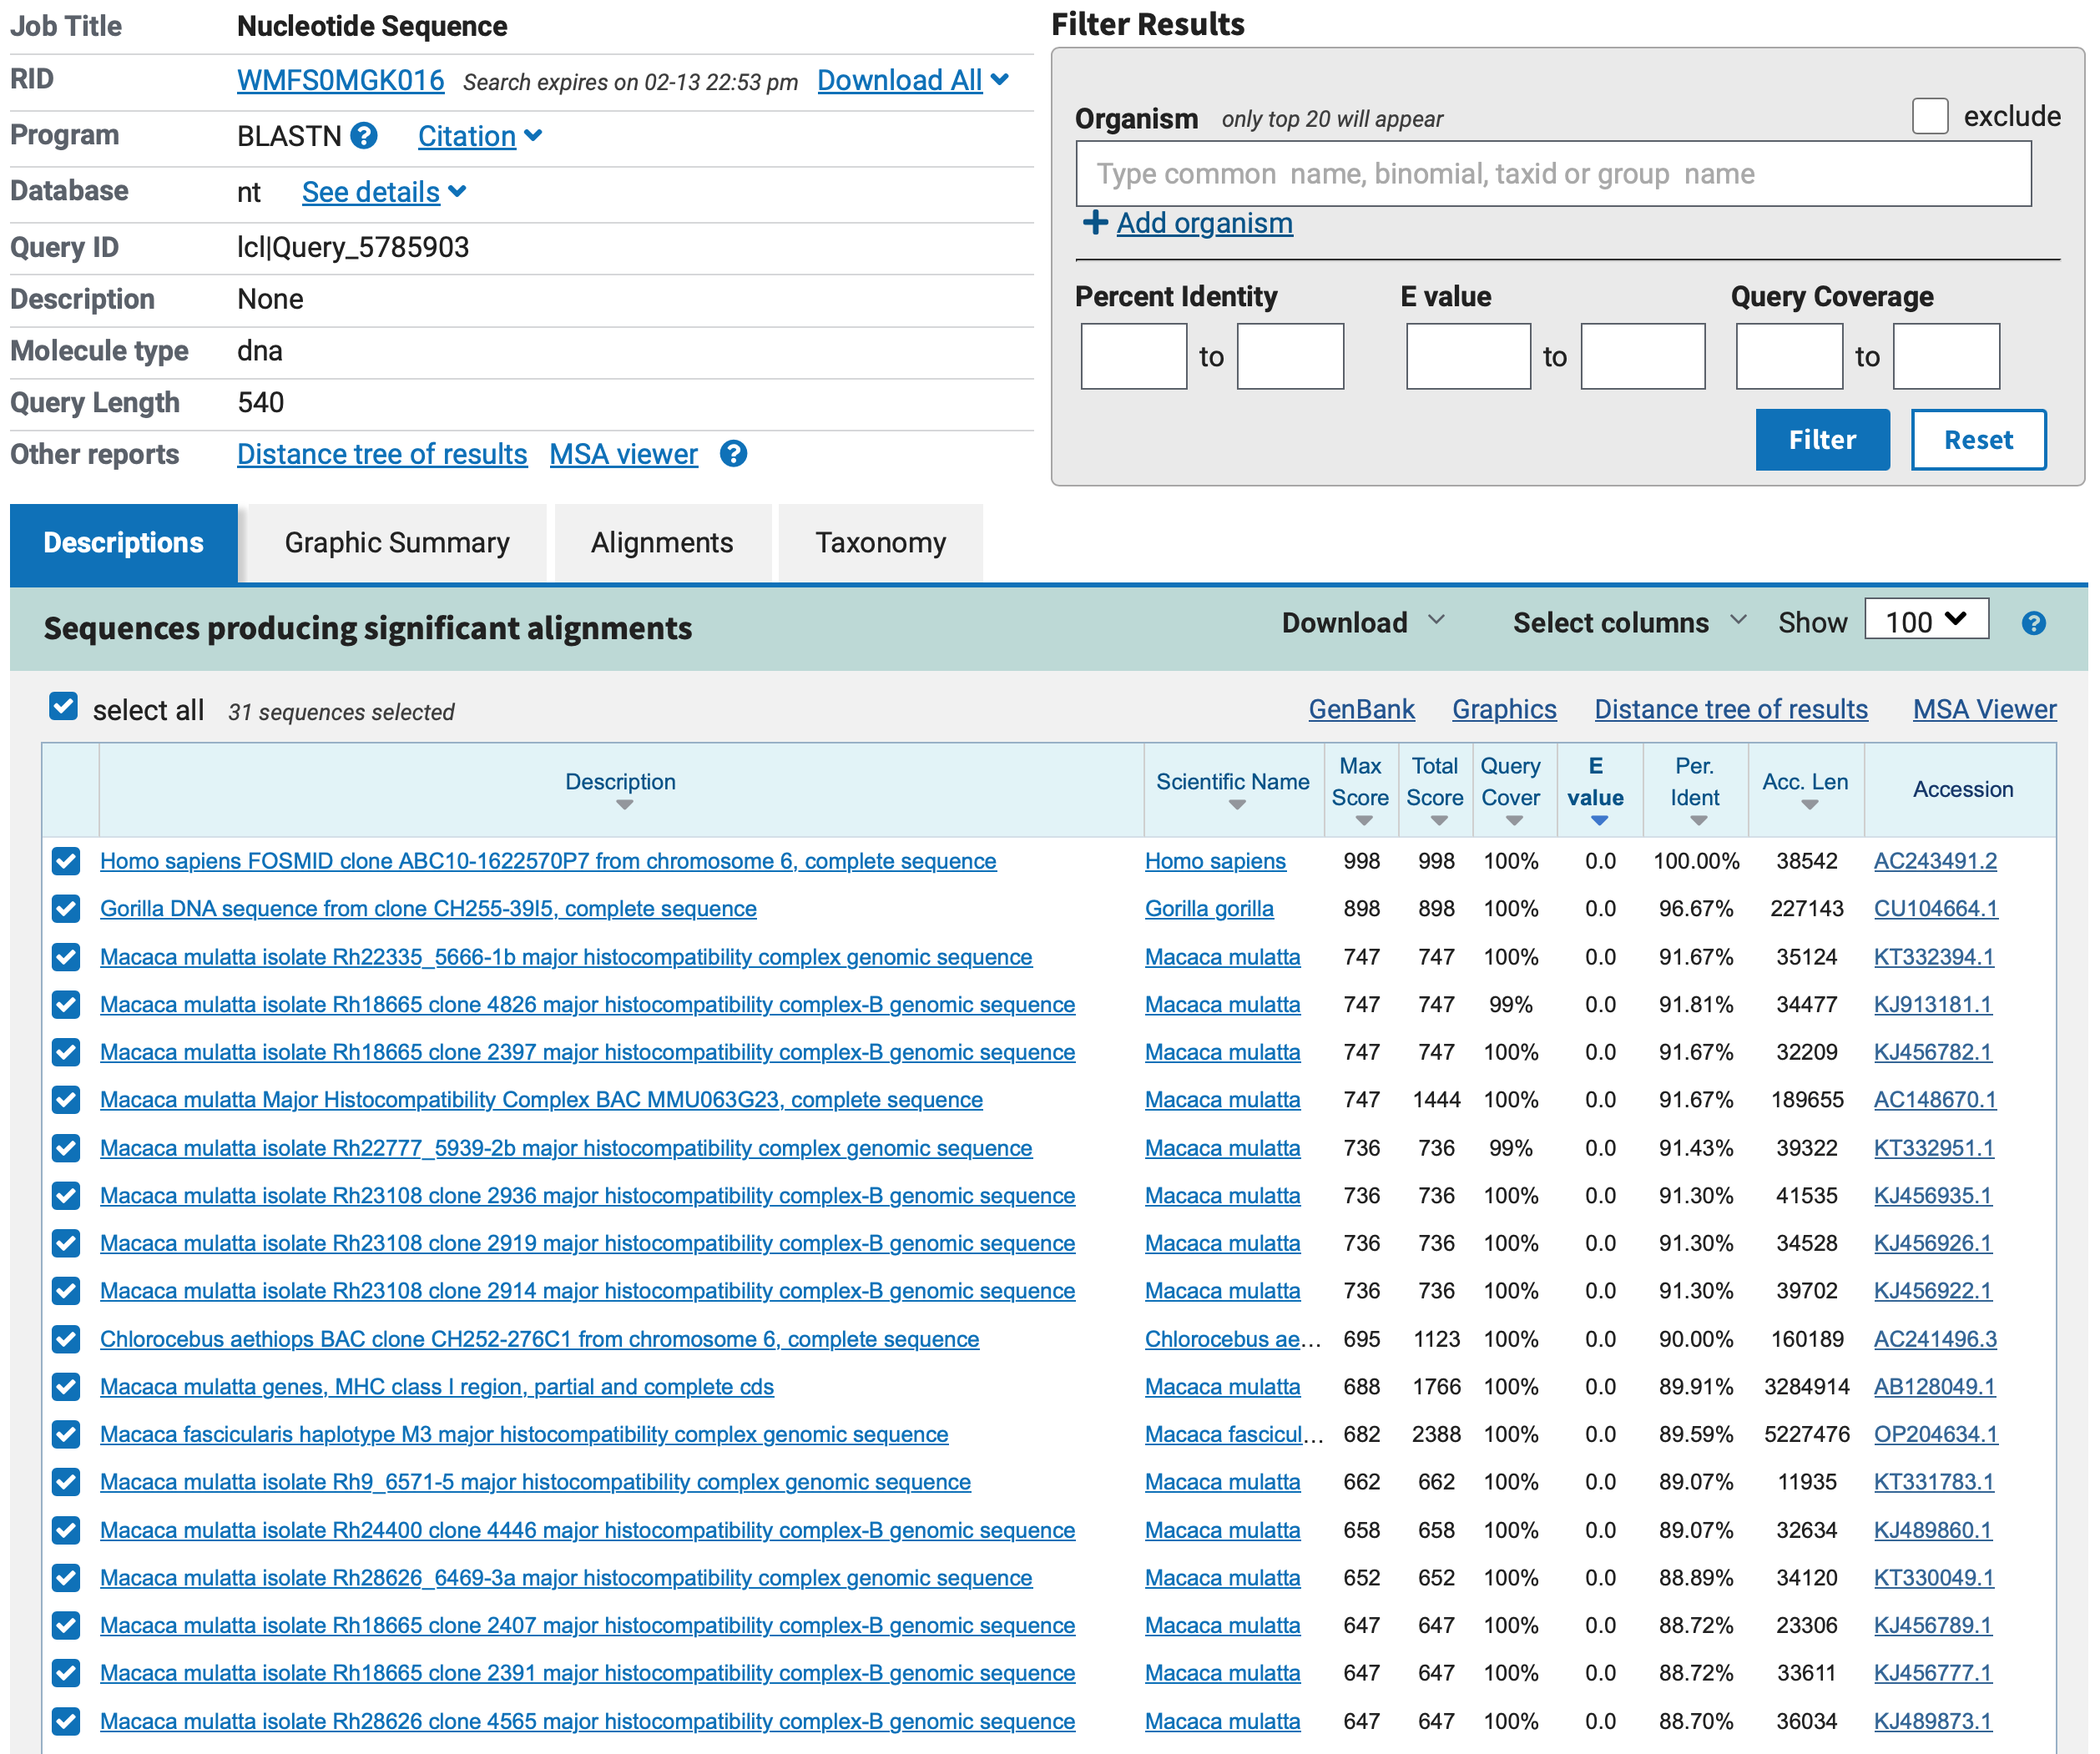 Job Title Nucleotide Sequence
RID WMFS0MGK016 Search expires on 02-13 22:53 pm Download All
Program BLASTN ? Citation
Database nt See details
Query ID lcl|Query_5785903
Description None
Molecule type dna
Query Length 540
Other reports Distance tree of results MSA viewer ?
Filter Results
Organism only top 20 will appear exclude
Type common name, binomial, taxid or group name
+ Add organism
Percent Identity E value Query Coverage
to to to
Filter Reset
Descriptions Graphic Summary Alignments Taxonomy
Sequences producing significant alignments Download Select columns Show 100 ?
select all 31 sequences selected GenBank Graphics Distance tree of results MSA Viewer
Description Scientific Name Max Score Total Score Query Cover E value Per. Ident Acc. Len Accession
Homo sapiens FOSMID clone ABC10-1622570P7 from chromosome 6, complete sequence Homo sapiens 998 998 100% 0.0 100.00% 38542 AC243491.2
Gorilla DNA sequence from clone CH255-39I5, complete sequence Gorilla gorilla 898 898 100% 0.0 96.67% 227143 CU104664.1
Macaca mulatta isolate Rh22335_5666-1b major histocompatibility complex genomic sequence Macaca mulatta 747 747 100% 0.0 91.67% 35124 KT332394.1
Macaca mulatta isolate Rh18665 clone 4826 major histocompatibility complex-B genomic sequence Macaca mulatta 747 747 99% 0.0 91.81% 34477 KJ913181.1
Macaca mulatta isolate Rh18665 clone 2397 major histocompatibility complex-B genomic sequence Macaca mulatta 747 747 100% 0.0 91.67% 32209 KJ456782.1
Macaca mulatta Major Histocompatibility Complex BAC MMU063G23, complete sequence Macaca mulatta 747 1444 100% 0.0 91.67% 189655 AC148670.1
Macaca mulatta isolate Rh22777_5939-2b major histocompatibility complex genomic sequence Macaca mulatta 736 736 99% 0.0 91.43% 39322 KT332951.1
Macaca mulatta isolate Rh23108 clone 2936 major histocompatibility complex-B genomic sequence Macaca mulatta 736 736 100% 0.0 91.30% 41535 KJ456935.1
Macaca mulatta isolate Rh23108 clone 2919 major histocompatibility complex-B genomic sequence Macaca mulatta 736 736 100% 0.0 91.30% 34528 KJ456926.1
Macaca mulatta isolate Rh23108 clone 2914 major histocompatibility complex-B genomic sequence Macaca mulatta 736 736 100% 0.0 91.30% 39702 KJ456922.1
Chlorocebus aethiops BAC clone CH252-276C1 from chromosome 6, complete sequence Chlorocebus ae... 695 1123 100% 0.0 90.00% 160189 AC241496.3
Macaca mulatta genes, MHC class I region, partial and complete cds Macaca mulatta 688 1766 100% 0.0 89.91% 3284914 AB128049.1
Macaca fascicularis haplotype M3 major histocompatibility complex genomic sequence Macaca fascicul... 682 2388 100% 0.0 89.59% 5227476 OP204634.1
Macaca mulatta isolate Rh9_6571-5 major histocompatibility complex genomic sequence Macaca mulatta 662 662 100% 0.0 89.07% 11935 KT331783.1
Macaca mulatta isolate Rh24400 clone 4446 major histocompatibility complex-B genomic sequence Macaca mulatta 658 658 100% 0.0 89.07% 32634 KJ489860.1
Macaca mulatta isolate Rh28626_6469-3a major histocompatibility complex genomic sequence Macaca mulatta 652 652 100% 0.0 88.89% 34120 KT330049.1
Macaca mulatta isolate Rh18665 clone 2407 major histocompatibility complex-B genomic sequence Macaca mulatta 647 647 100% 0.0 88.72% 23306 KJ456789.1
Macaca mulatta isolate Rh18665 clone 2391 major histocompatibility complex-B genomic sequence Macaca mulatta 647 647 100% 0.0 88.72% 33611 KJ456777.1
Macaca mulatta isolate Rh28626 clone 4565 major histocompatibility complex-B genomic sequence Macaca mulatta 647 647 100% 0.0 88.70% 36034 KJ489873.1